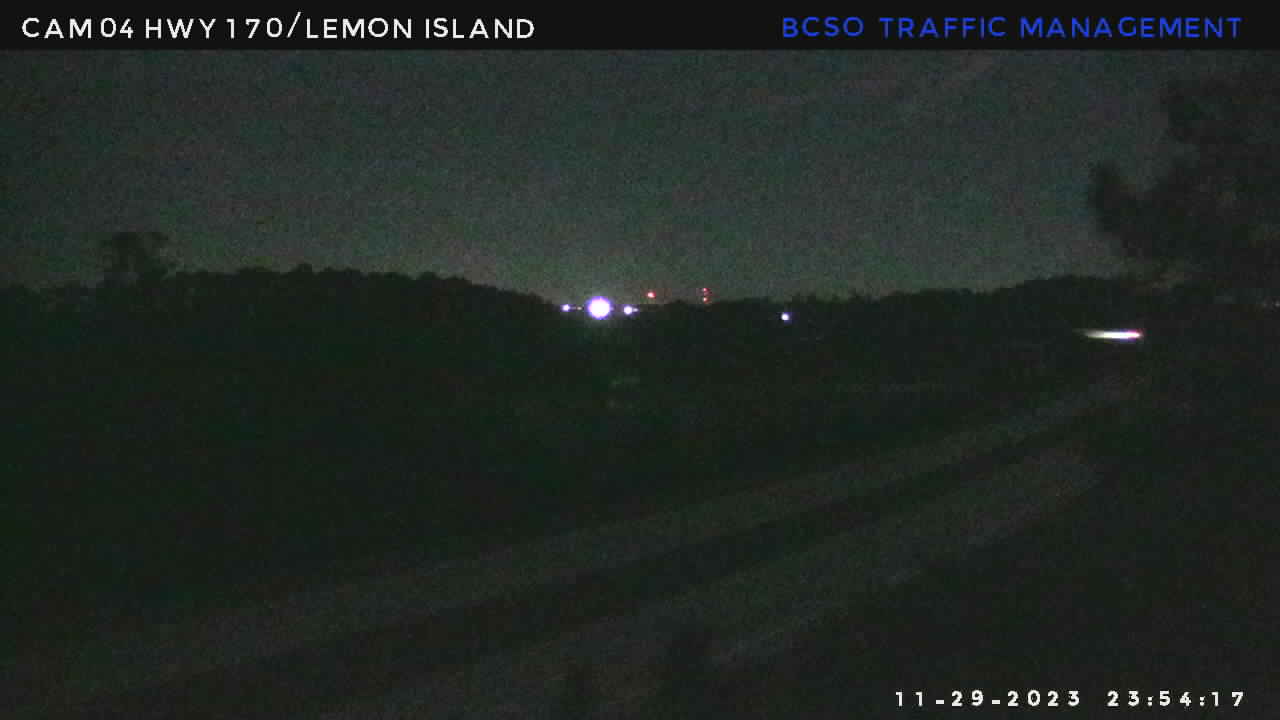 CAM04 HWY 170/LEMON ISLAND
BCSO TRAFFIC MANAGEMENT
11-29-2023 23:54:17